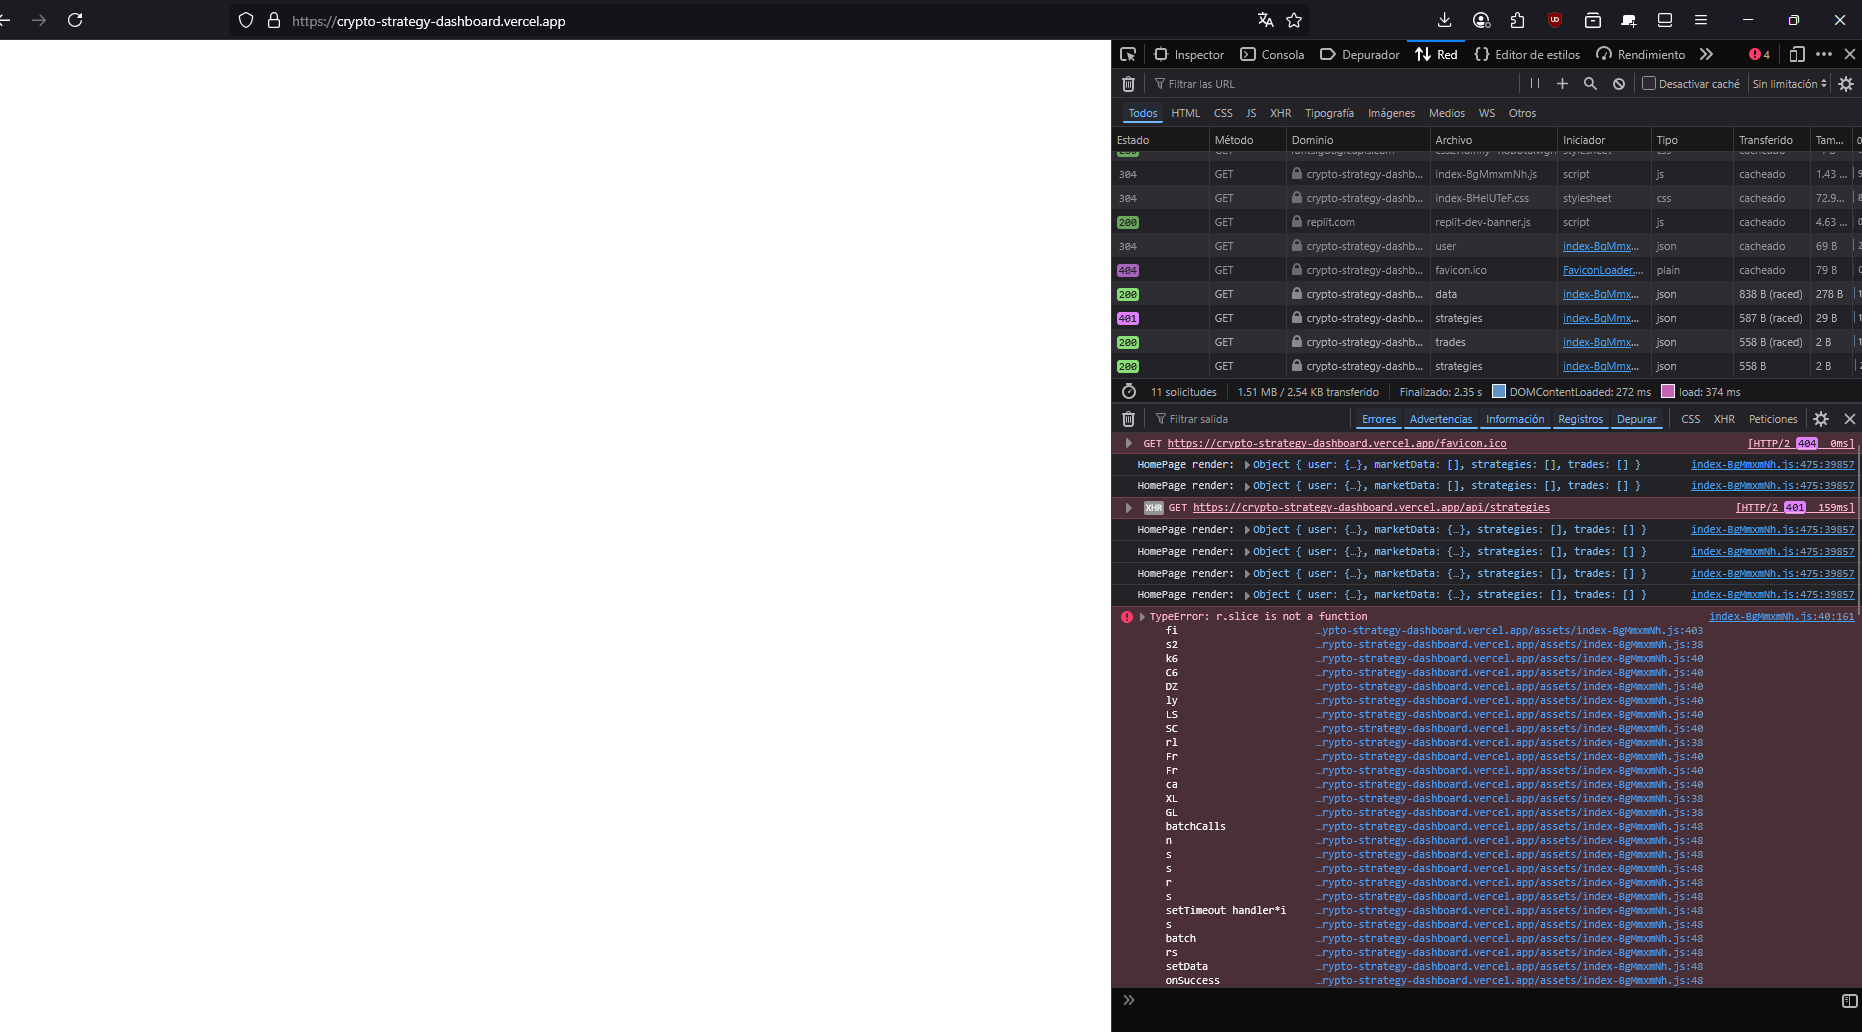 https://crypto-strategy-dashboard.vercel.app
Inspector Consola Depurador Red Editor de estilos Rendimiento 4
Filtrar las URL Desactivar caché Sin limitación
Todos HTML CSS JS XHR Tipografía Imágenes Medios WS Otros
Estado Método Dominio Archivo Iniciador Tipo Transferido Tam...
304 GET crypto-strategy-dashb... index-BgMmxmNh.js script js cacheado 1.43 ...
304 GET crypto-strategy-dashb... index-BHeIUTeF.css stylesheet css cacheado 72.9...
200 GET replit.com replit-dev-banner.js script js cacheado 4.63 ...
304 GET crypto-strategy-dashb... user index-BgMmx... json cacheado 69 B
404 GET crypto-strategy-dashb... favicon.ico FaviconLoader.... plain cacheado 79 B
200 GET crypto-strategy-dashb... data index-BgMmx... json 838 B (raced) 278 B
401 GET crypto-strategy-dashb... strategies index-BgMmx... json 587 B (raced) 29 B
200 GET crypto-strategy-dashb... trades index-BgMmx... json 558 B (raced) 2 B
200 GET crypto-strategy-dashb... strategies index-BgMmx... json 558 B 2 B
11 solicitudes 1.51 MB / 2.54 KB transferido Finalizado: 2.35 s DOMContentLoaded: 272 ms load: 374 ms
Filtrar salida Errores Advertencias Información Registros Depurar CSS XHR Peticiones
GET https://crypto-strategy-dashboard.vercel.app/favicon.ico [HTTP/2 404 0ms]
HomePage render: Object { user: {…}, marketData: [], strategies: [], trades: [] } index-BgMmxmNh.js:475:39857
HomePage render: Object { user: {…}, marketData: [], strategies: [], trades: [] } index-BgMmxmNh.js:475:39857
XHR GET https://crypto-strategy-dashboard.vercel.app/api/strategies [HTTP/2 401 159ms]
HomePage render: Object { user: {…}, marketData: {…}, strategies: [], trades: [] } index-BgMmxmNh.js:475:39857
HomePage render: Object { user: {…}, marketData: {…}, strategies: [], trades: [] } index-BgMmxmNh.js:475:39857
HomePage render: Object { user: {…}, marketData: {…}, strategies: [], trades: [] } index-BgMmxmNh.js:475:39857
HomePage render: Object { user: {…}, marketData: {…}, strategies: [], trades: [] } index-BgMmxmNh.js:475:39857
TypeError: r.slice is not a function index-BgMmxmNh.js:40:161
fi …ypto-strategy-dashboard.vercel.app/assets/index-BgMmxmNh.js:403
s2 …rypto-strategy-dashboard.vercel.app/assets/index-BgMmxmNh.js:38
k6 …rypto-strategy-dashboard.vercel.app/assets/index-BgMmxmNh.js:40
C6 …rypto-strategy-dashboard.vercel.app/assets/index-BgMmxmNh.js:40
DZ …rypto-strategy-dashboard.vercel.app/assets/index-BgMmxmNh.js:40
ly …rypto-strategy-dashboard.vercel.app/assets/index-BgMmxmNh.js:40
LS …rypto-strategy-dashboard.vercel.app/assets/index-BgMmxmNh.js:40
SC …rypto-strategy-dashboard.vercel.app/assets/index-BgMmxmNh.js:40
rl …rypto-strategy-dashboard.vercel.app/assets/index-BgMmxmNh.js:38
Fr …rypto-strategy-dashboard.vercel.app/assets/index-BgMmxmNh.js:40
Fr …rypto-strategy-dashboard.vercel.app/assets/index-BgMmxmNh.js:40
ca …rypto-strategy-dashboard.vercel.app/assets/index-BgMmxmNh.js:40
XL …rypto-strategy-dashboard.vercel.app/assets/index-BgMmxmNh.js:38
GL …rypto-strategy-dashboard.vercel.app/assets/index-BgMmxmNh.js:38
batchCalls …rypto-strategy-dashboard.vercel.app/assets/index-BgMmxmNh.js:48
n …rypto-strategy-dashboard.vercel.app/assets/index-BgMmxmNh.js:48
s …rypto-strategy-dashboard.vercel.app/assets/index-BgMmxmNh.js:48
s …rypto-strategy-dashboard.vercel.app/assets/index-BgMmxmNh.js:48
r …rypto-strategy-dashboard.vercel.app/assets/index-BgMmxmNh.js:48
s …rypto-strategy-dashboard.vercel.app/assets/index-BgMmxmNh.js:48
setTimeout handler*i …rypto-strategy-dashboard.vercel.app/assets/index-BgMmxmNh.js:48
s …rypto-strategy-dashboard.vercel.app/assets/index-BgMmxmNh.js:48
batch …rypto-strategy-dashboard.vercel.app/assets/index-BgMmxmNh.js:48
rs …rypto-strategy-dashboard.vercel.app/assets/index-BgMmxmNh.js:48
setData …rypto-strategy-dashboard.vercel.app/assets/index-BgMmxmNh.js:48
onSuccess …rypto-strategy-dashboard.vercel.app/assets/index-BgMmxmNh.js:48